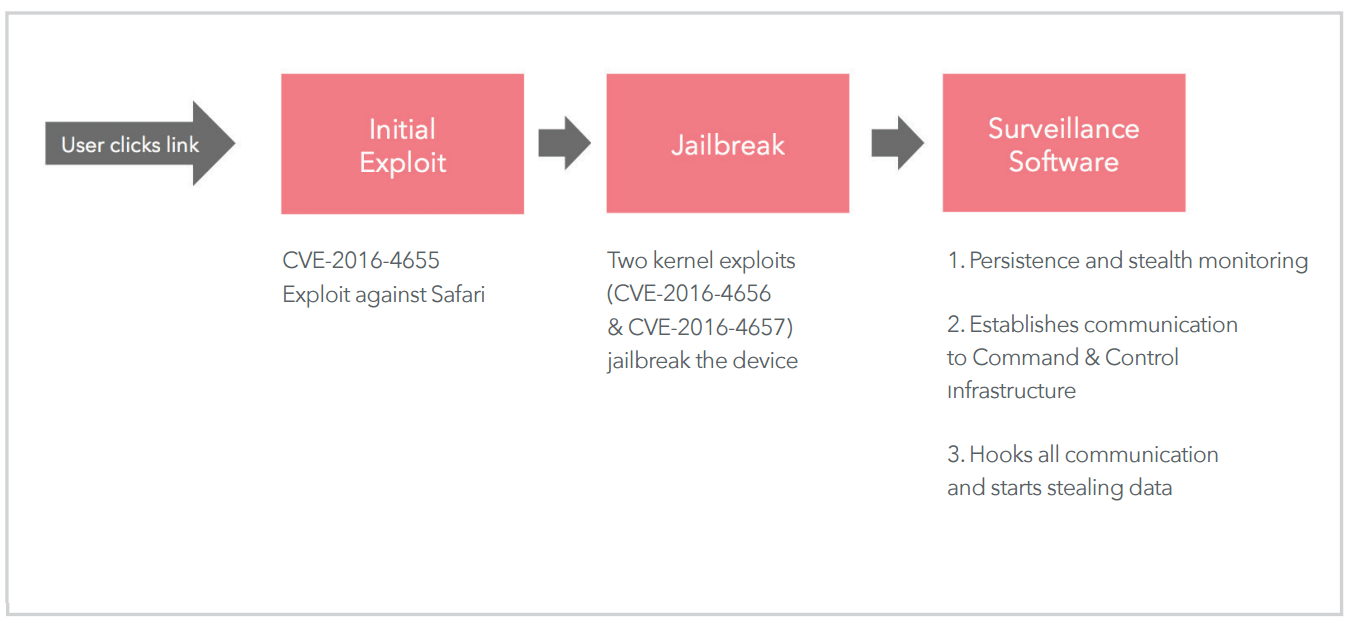 User clicks link
Initial
Exploit
Jailbreak
Surveillance
Software
CVE-2016-4655
Exploit against Safari
Two kernel exploits
(CVE-2016-4656
& CVE-2016-4657)
jailbreak the device
1. Persistence and stealth monitoring
2. Establishes communication
to Command & Control
Infrastructure
3. Hooks all communication
and starts stealing data